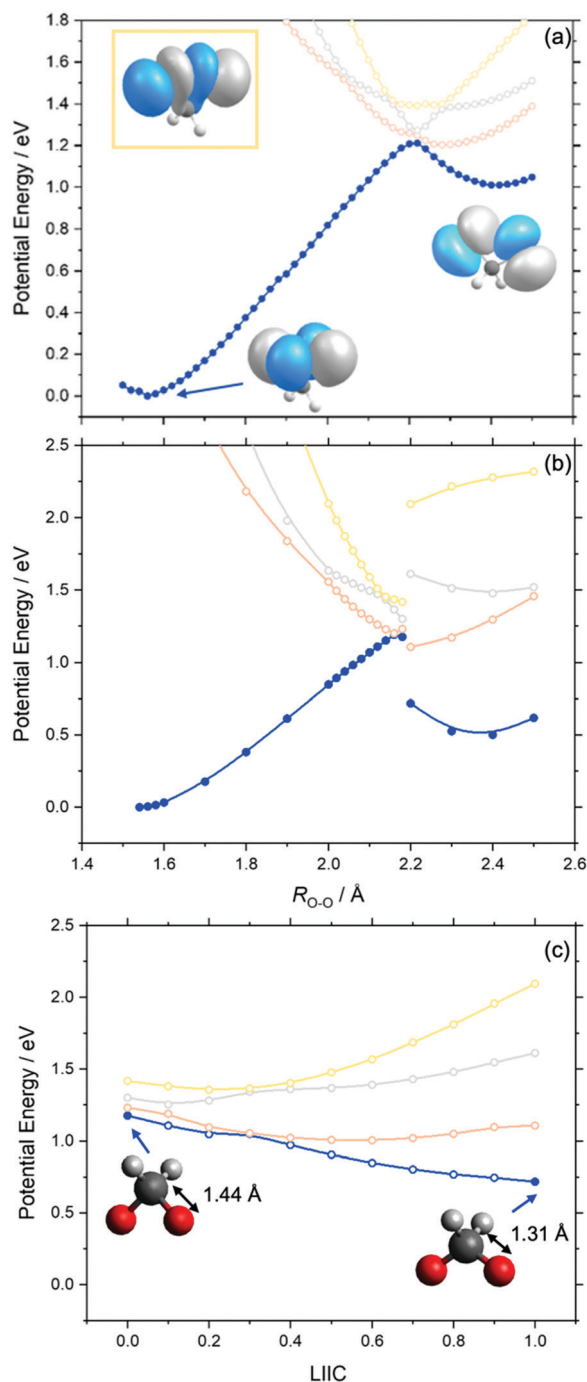 (a)
Potential Energy / eV
1.8
1.6
1.4
1.2
1.0
0.8
0.6
0.4
0.2
0.0
(b)
Potential Energy / eV
2.5
2.0
1.5
1.0
0.5
0.0
1.4 1.6 1.8 2.0 2.2 2.4 2.6
R_O-O / Å
(c)
Potential Energy / eV
2.5
2.0
1.5
1.0
0.5
0.0
1.44 Å
1.31 Å
0.0 0.2 0.4 0.6 0.8 1.0
LIIC